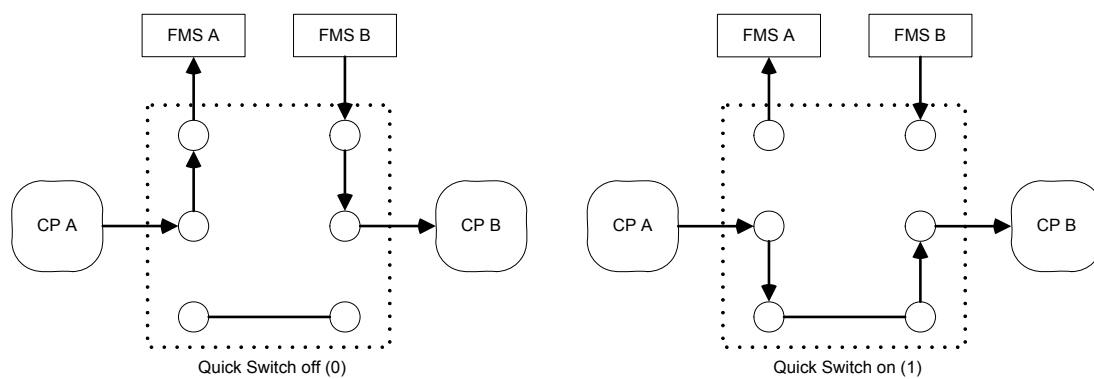 FMS A
FMS B
FMS A
FMS B
CP A
CP B
CP A
CP B
Quick Switch off (0)
Quick Switch on (1)